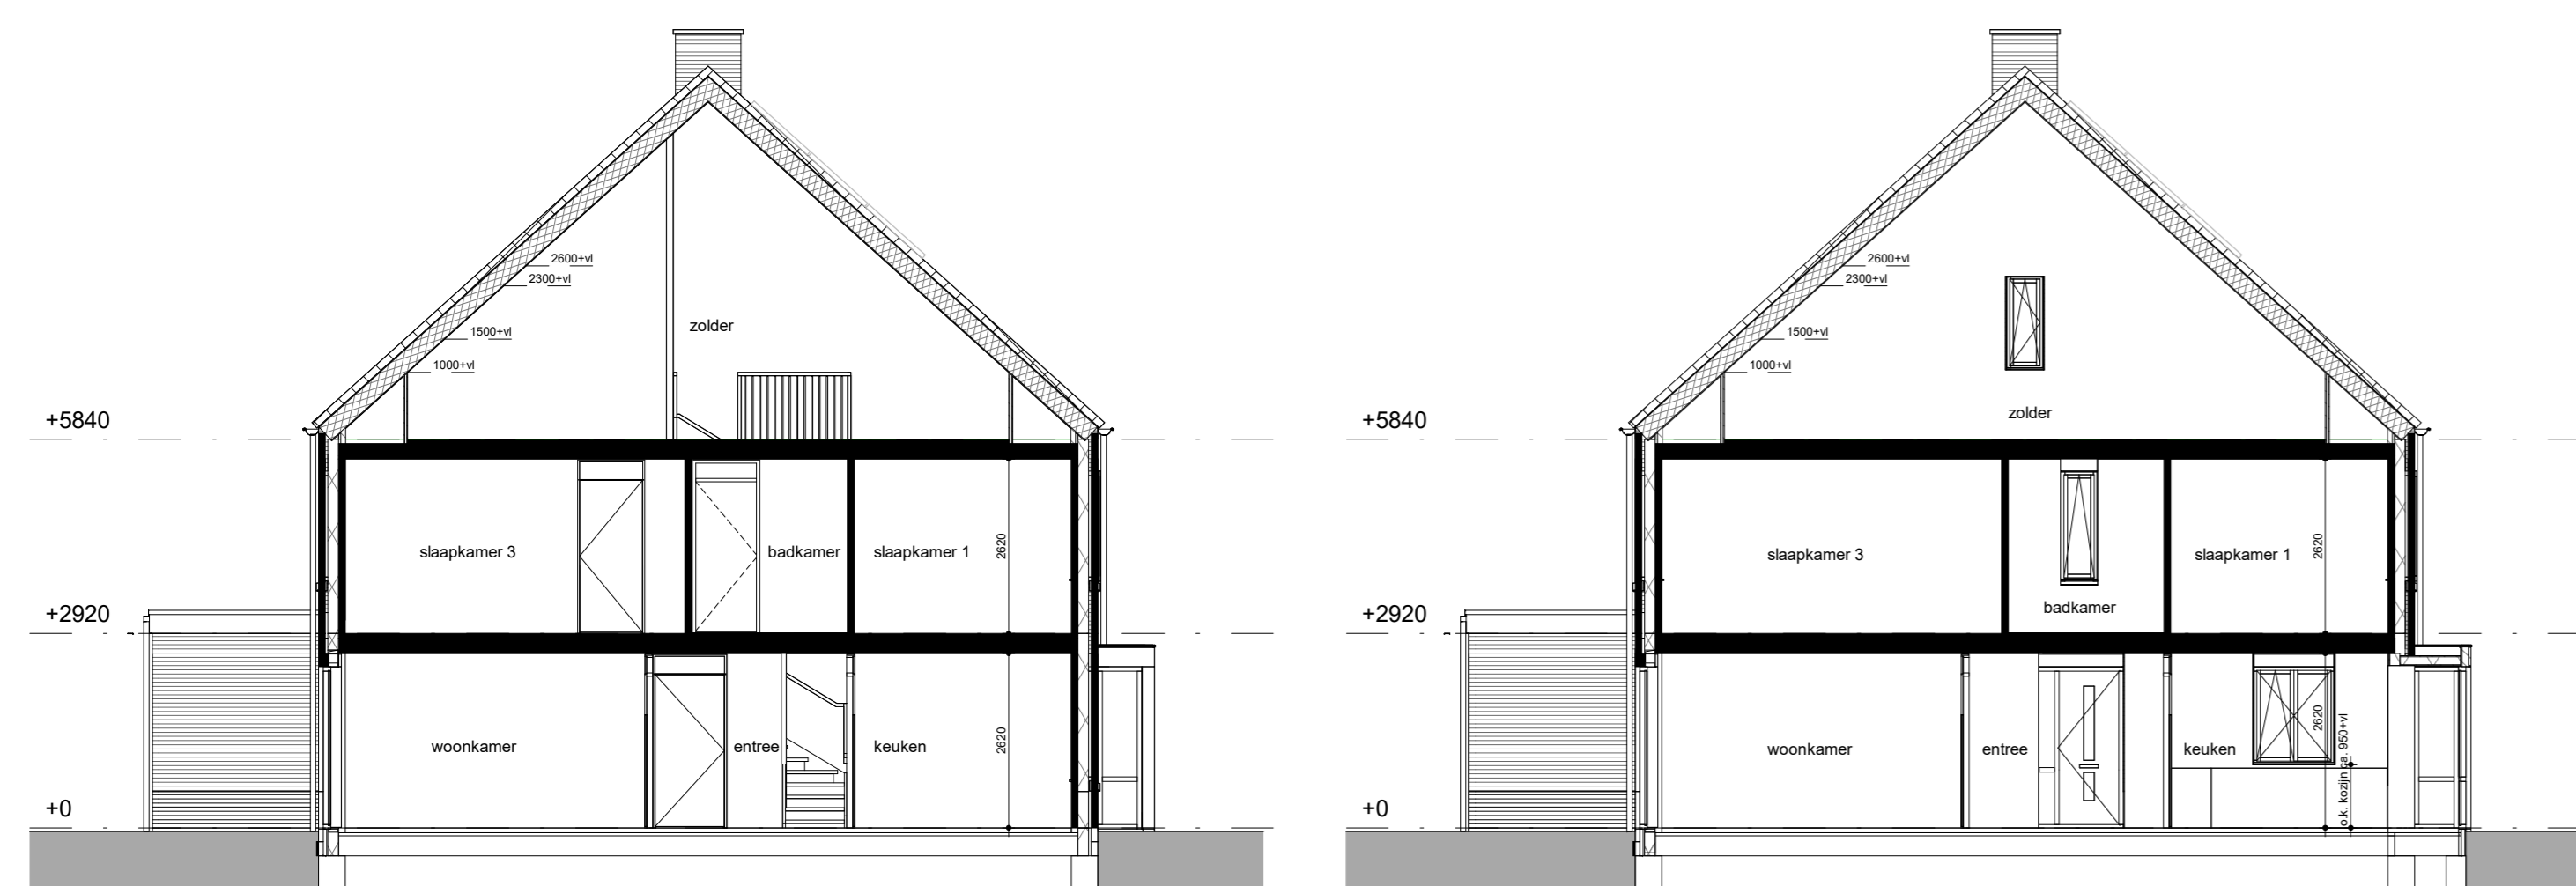 2600+vl
2300+vl
1500+vl
zolder
1000+vl
+5840
slaapkamer 3
badkamer
slaapkamer 1
2620
+2920
woonkamer
entree
keuken
2620
+0
2600+vl
2300+vl
1500+vl
1000+vl
zolder
+5840
slaapkamer 3
slaapkamer 1
2620
badkamer
+2920
woonkamer
entree
keuken
2620
o.k. kozijn ca. 950+vl
+0